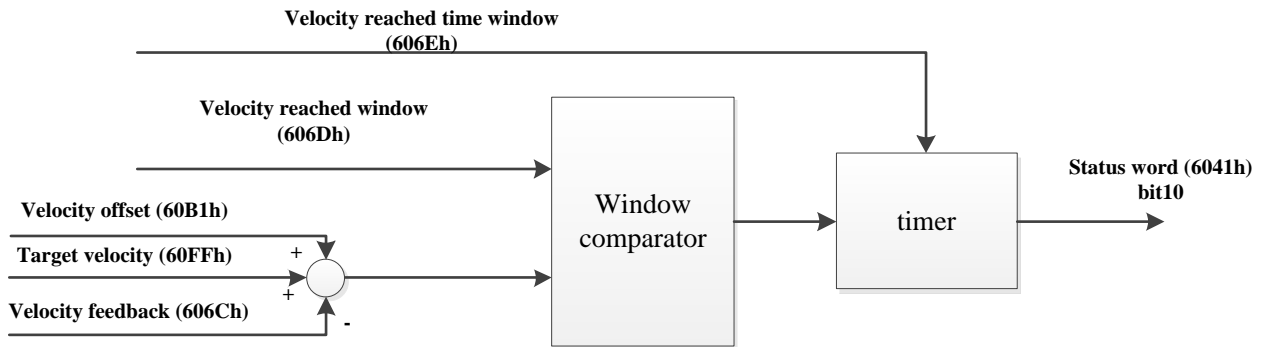 Velocity reached time window
(606Eh)
Velocity reached window
(606Dh)
Velocity offset (60B1h)
+
Target velocity (60FFh)
+
Velocity feedback (606Ch)
-
Window
comparator
timer
Status word (6041h)
bit10